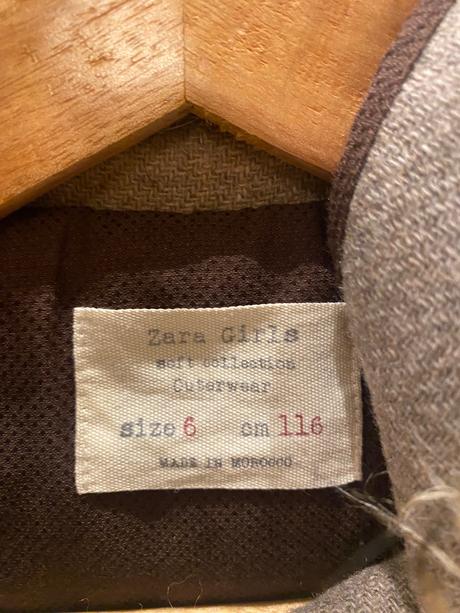 Zara Girls
soft collection
Outerwear
size 6 cm 116
MADE IN MOROCCO